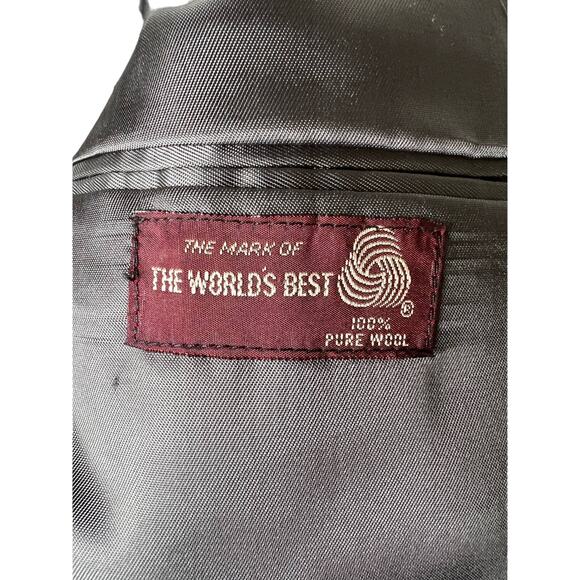 THE MARK OF
THE WORLD'S BEST
®
100%
PURE WOOL